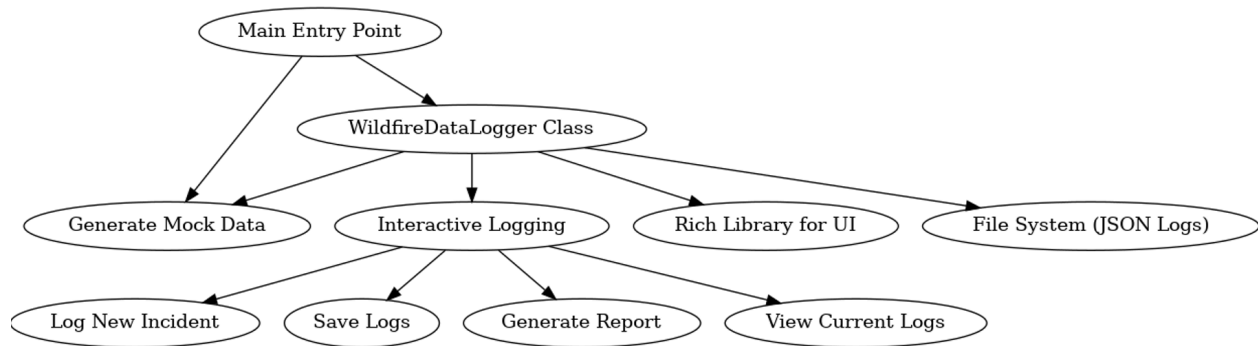 Main Entry Point
WildfireDataLogger Class
Generate Mock Data
Interactive Logging
Rich Library for UI
File System (JSON Logs)
Log New Incident
Save Logs
Generate Report
View Current Logs